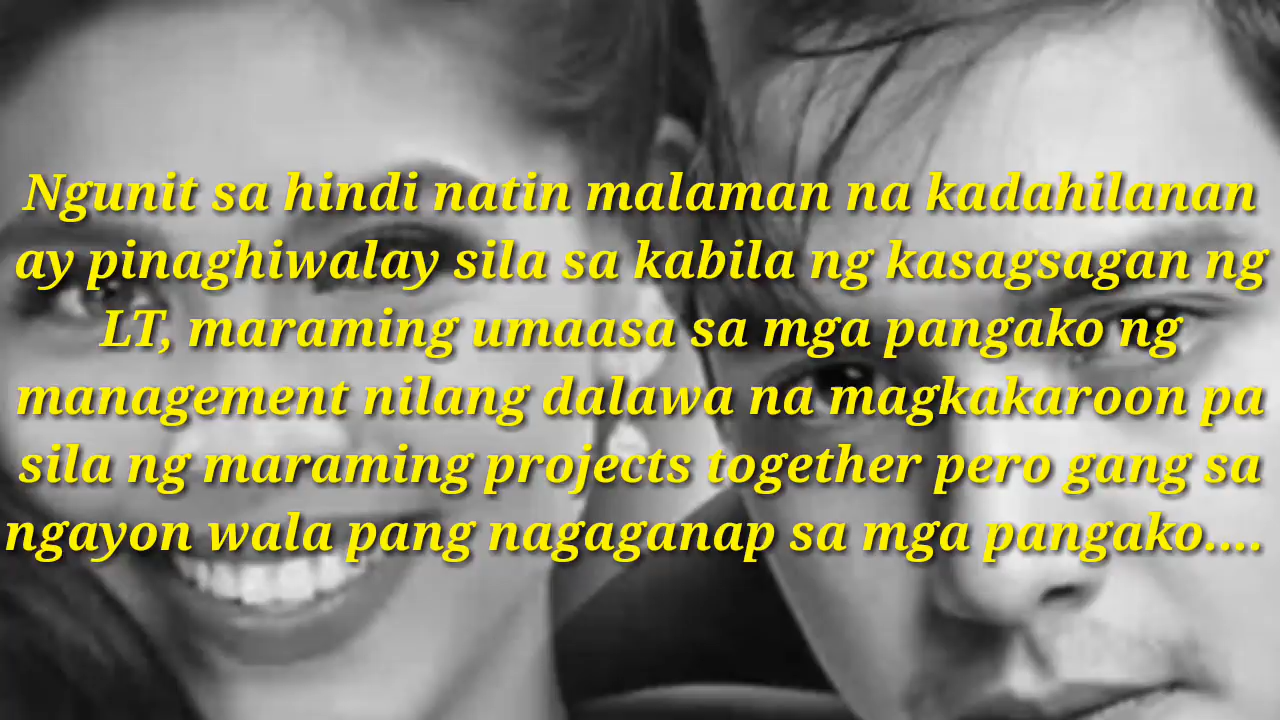 Ngunit sa hindi natin malaman na kadahilanan
ay pinaghiwalay sila sa kabila ng kasagsagan ng
LT, maraming umaasa sa mga pangako ng
management nilang dalawa na magkakaroon pa
sila ng maraming projects together pero gang sa
ngayon wala pang nagaganap sa mga pangako....